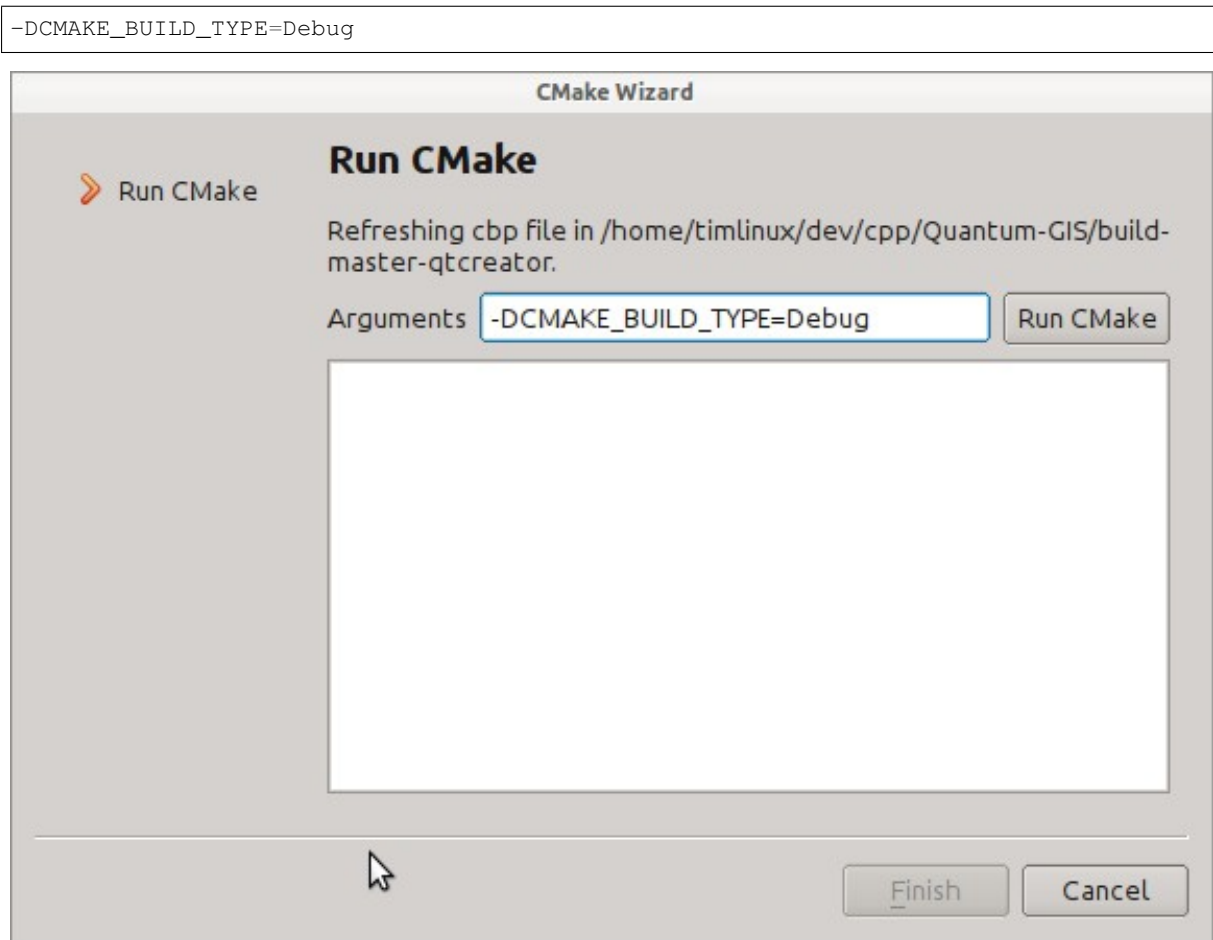 -DCMAKE_BUILD_TYPE=Debug
CMake Wizard
Run CMake
Run CMake
Refreshing cbp file in /home/timlinux/dev/cpp/Quantum-GIS/build-
master-qtcreator.
Arguments -DCMAKE_BUILD_TYPE=Debug Run CMake
Finish Cancel